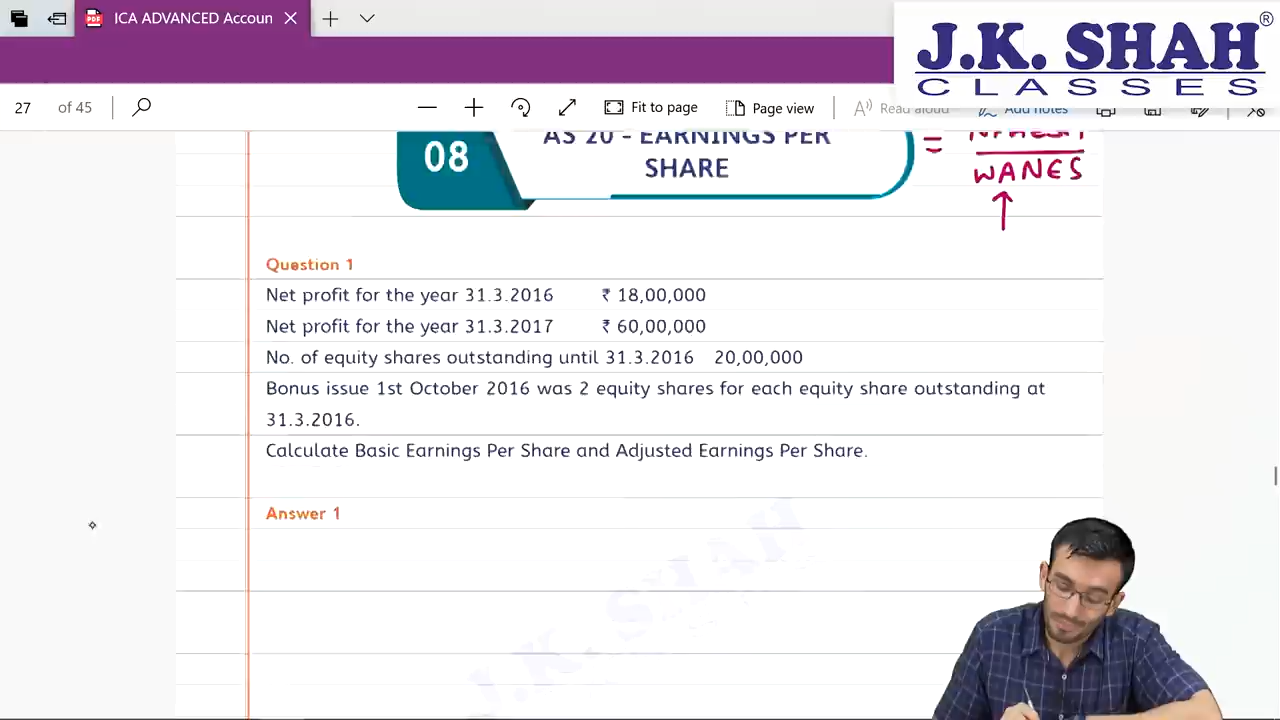 ICA ADVANCED Accoun
J.K. SHAH®
CLASSES
27 of 45
Fit to page
Page view
Read aloud
Add notes
08
AS 20 - EARNINGS PER
SHARE
=
WANES
Question 1
Net profit for the year 31.3.2016 ₹ 18,00,000
Net profit for the year 31.3.2017 ₹ 60,00,000
No. of equity shares outstanding until 31.3.2016 20,00,000
Bonus issue 1st October 2016 was 2 equity shares for each equity share outstanding at
31.3.2016.
Calculate Basic Earnings Per Share and Adjusted Earnings Per Share.
Answer 1
J.K. SHAH